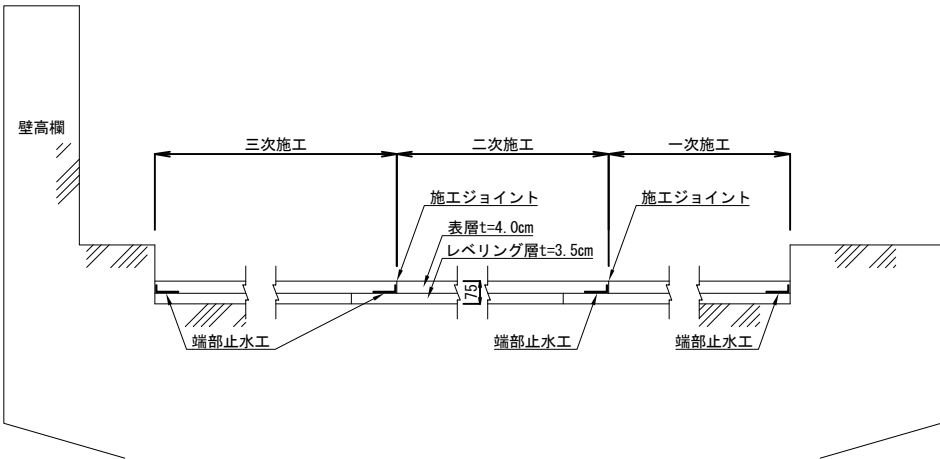 壁高欄
三次施工
二次施工
一次施工
施工ジョイント
施工ジョイント
表層t=4.0cm
レベリング層t=3.5cm
75
端部止水工
端部止水工
端部止水工